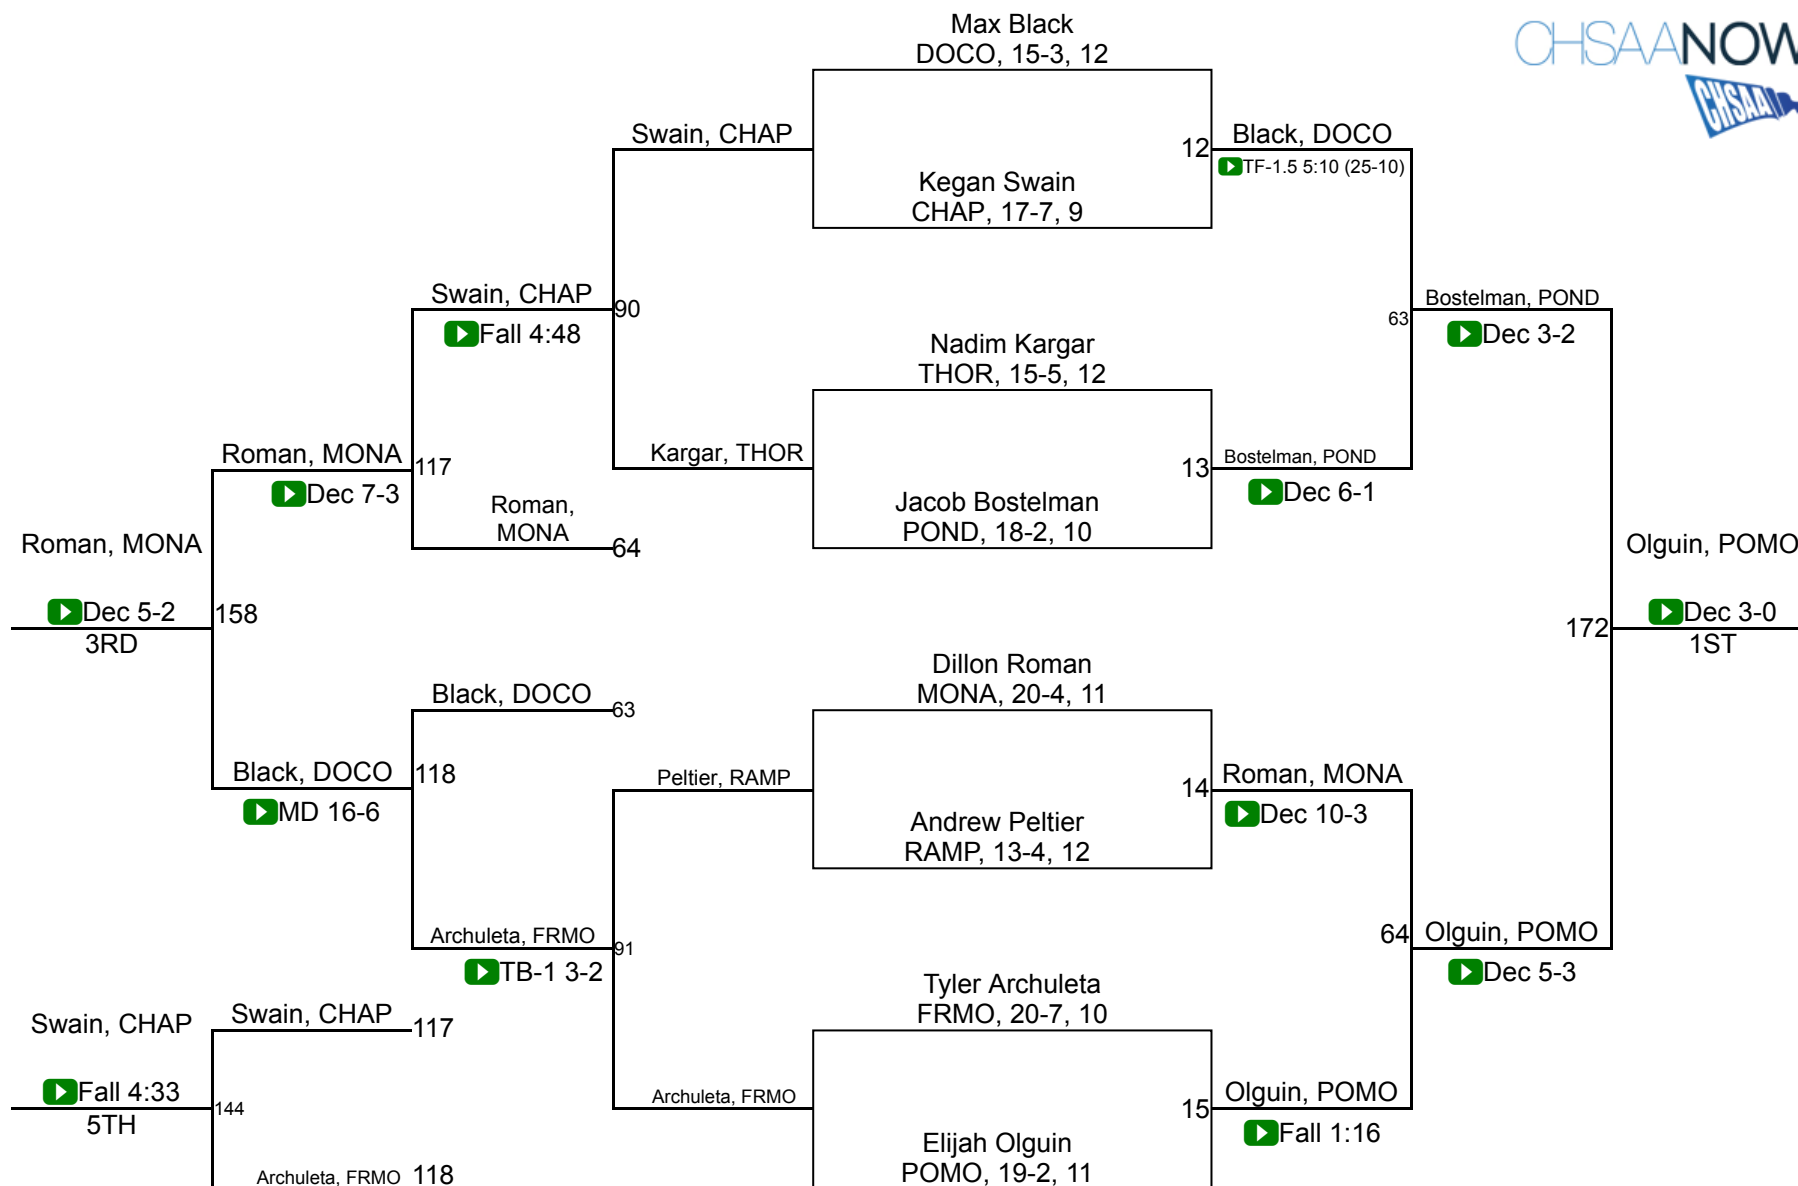 Max Black
DOCO, 15-3, 12
CHSAANOW
CHSAA
Swain, CHAP
12
Black, DOCO
TF-1.5 5:10 (25-10)
Kegan Swain
CHAP, 17-7, 9
Swain, CHAP
90
Fall 4:48
Bostelman, POND
63
Dec 3-2
Nadim Kargar
THOR, 15-5, 12
Roman, MONA
117
Dec 7-3
Kargar, THOR
13
Bostelman, POND
Dec 6-1
Roman,
MONA
64
Jacob Bostelman
POND, 18-2, 10
Roman, MONA
Dec 5-2
3RD
158
Olguin, POMO
172
Dec 3-0
1ST
Dillon Roman
MONA, 20-4, 11
Black, DOCO
63
Black, DOCO
118
MD 16-6
Peltier, RAMP
14
Roman, MONA
Dec 10-3
Andrew Peltier
RAMP, 13-4, 12
Archuleta, FRMO
91
TB-1 3-2
64
Olguin, POMO
Dec 5-3
Tyler Archuleta
FRMO, 20-7, 10
Swain, CHAP
Swain, CHAP
117
Fall 4:33
5TH
144
Archuleta, FRMO
15
Olguin, POMO
Fall 1:16
Elijah Olguin
POMO, 19-2, 11
Archuleta, FRMO
118